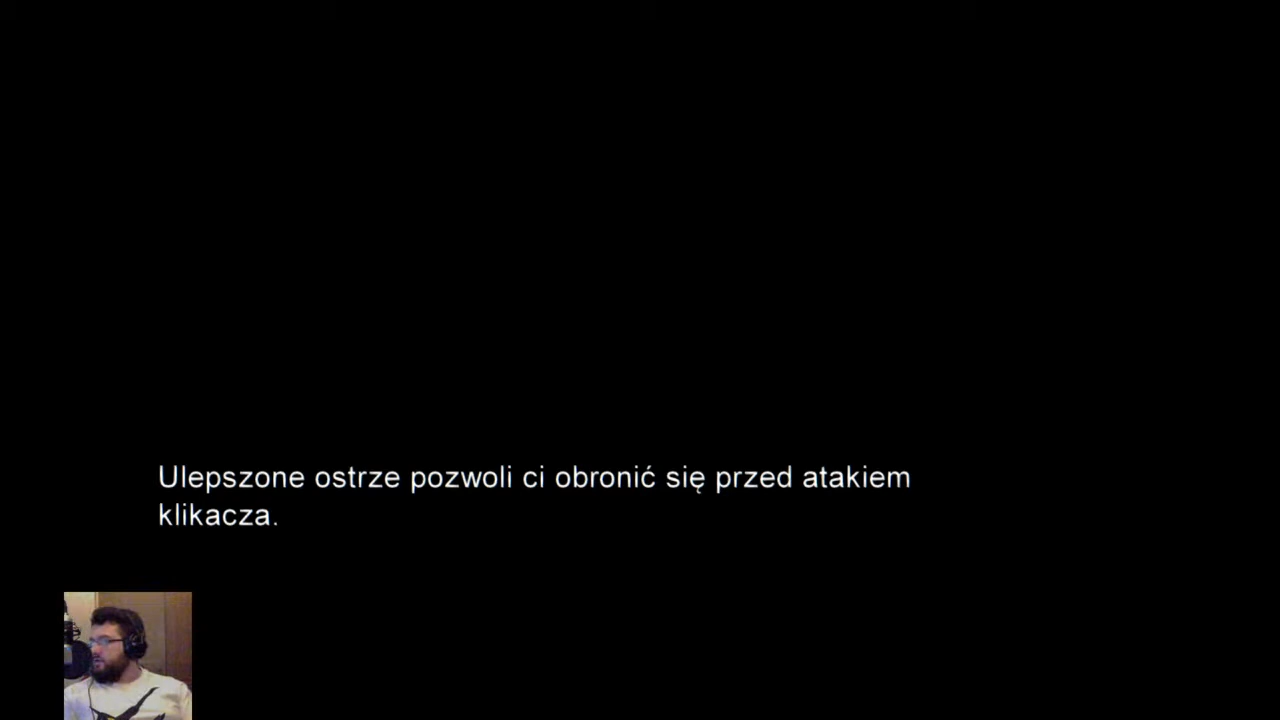 Ulepszone ostrze pozwoli ci obronić się przed atakiem
klikacza.